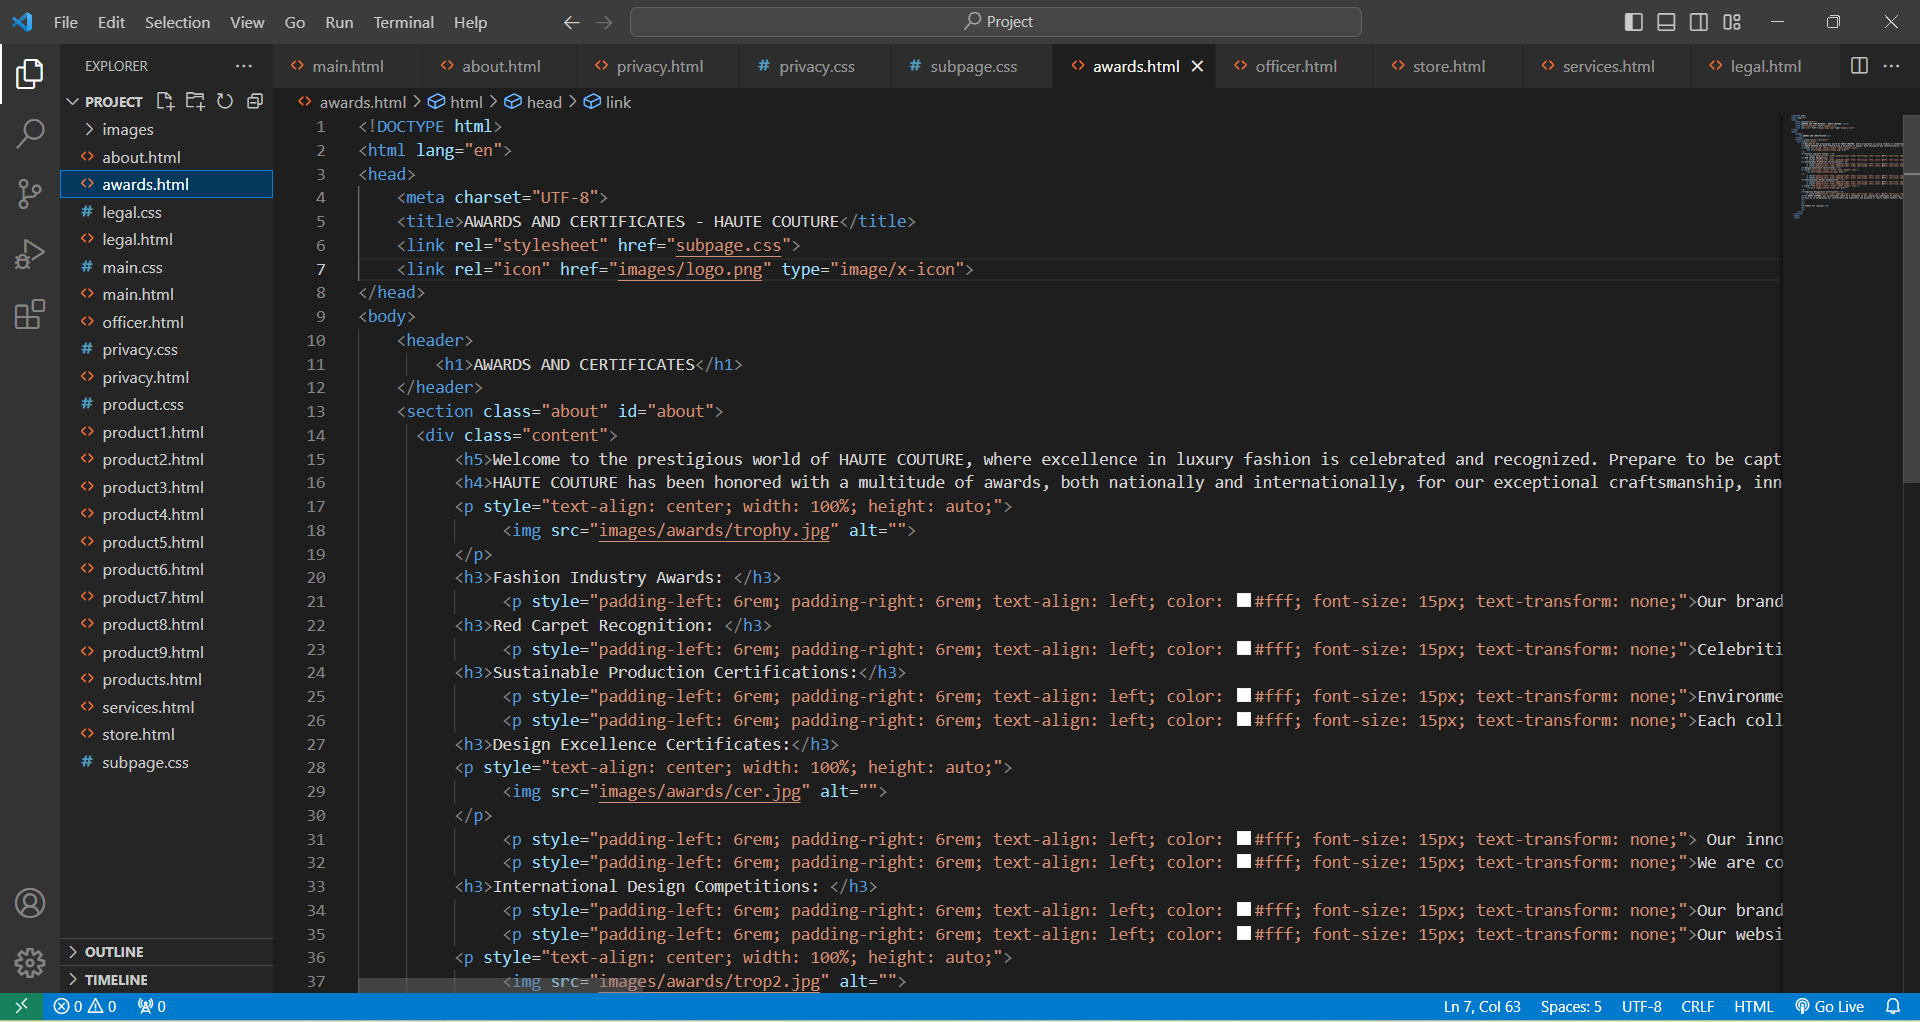 File Edit Selection View Go Run Terminal Help
Project
EXPLORER
PROJECT
images
about.html
awards.html
legal.css
legal.html
main.css
main.html
officer.html
privacy.css
privacy.html
product.css
product1.html
product2.html
product3.html
product4.html
product5.html
product6.html
product7.html
product8.html
product9.html
products.html
services.html
store.html
subpage.css
OUTLINE
TIMELINE
main.html about.html privacy.html privacy.css subpage.css awards.html officer.html store.html services.html legal.html
awards.html > html > head > link
1 <!DOCTYPE html>
2 <html lang="en">
3 <head>
4 <meta charset="UTF-8">
5 <title>AWARDS AND CERTIFICATES - HAUTE COUTURE</title>
6 <link rel="stylesheet" href="subpage.css">
7 <link rel="icon" href="images/logo.png" type="image/x-icon">
8 </head>
9 <body>
10 <header>
11 <h1>AWARDS AND CERTIFICATES</h1>
12 </header>
13 <section class="about" id="about">
14 <div class="content">
15 <h5>Welcome to the prestigious world of HAUTE COUTURE, where excellence in luxury fashion is celebrated and recognized. Prepare to be capt
16 <h4>HAUTE COUTURE has been honored with a multitude of awards, both nationally and internationally, for our exceptional craftsmanship, inn
17 <p style="text-align: center; width: 100%; height: auto;">
18 <img src="images/awards/trophy.jpg" alt="">
19 </p>
20 <h3>Fashion Industry Awards: </h3>
21 <p style="padding-left: 6rem; padding-right: 6rem; text-align: left; color: #fff; font-size: 15px; text-transform: none;">Our brand
22 <h3>Red Carpet Recognition: </h3>
23 <p style="padding-left: 6rem; padding-right: 6rem; text-align: left; color: #fff; font-size: 15px; text-transform: none;">Celebriti
24 <h3>Sustainable Production Certifications:</h3>
25 <p style="padding-left: 6rem; padding-right: 6rem; text-align: left; color: #fff; font-size: 15px; text-transform: none;">Environme
26 <p style="padding-left: 6rem; padding-right: 6rem; text-align: left; color: #fff; font-size: 15px; text-transform: none;">Each coll
27 <h3>Design Excellence Certificates:</h3>
28 <p style="text-align: center; width: 100%; height: auto;">
29 <img src="images/awards/cer.jpg" alt="">
30 </p>
31 <p style="padding-left: 6rem; padding-right: 6rem; text-align: left; color: #fff; font-size: 15px; text-transform: none;"> Our inno
32 <p style="padding-left: 6rem; padding-right: 6rem; text-align: left; color: #fff; font-size: 15px; text-transform: none;">We are co
33 <h3>International Design Competitions: </h3>
34 <p style="padding-left: 6rem; padding-right: 6rem; text-align: left; color: #fff; font-size: 15px; text-transform: none;">Our brand
35 <p style="padding-left: 6rem; padding-right: 6rem; text-align: left; color: #fff; font-size: 15px; text-transform: none;">Our websi
36 <p style="text-align: center; width: 100%; height: auto;">
37 <img src="images/awards/trop2.jpg" alt="">
0 0 0 Ln 7, Col 63 Spaces: 5 UTF-8 CRLF HTML Go Live